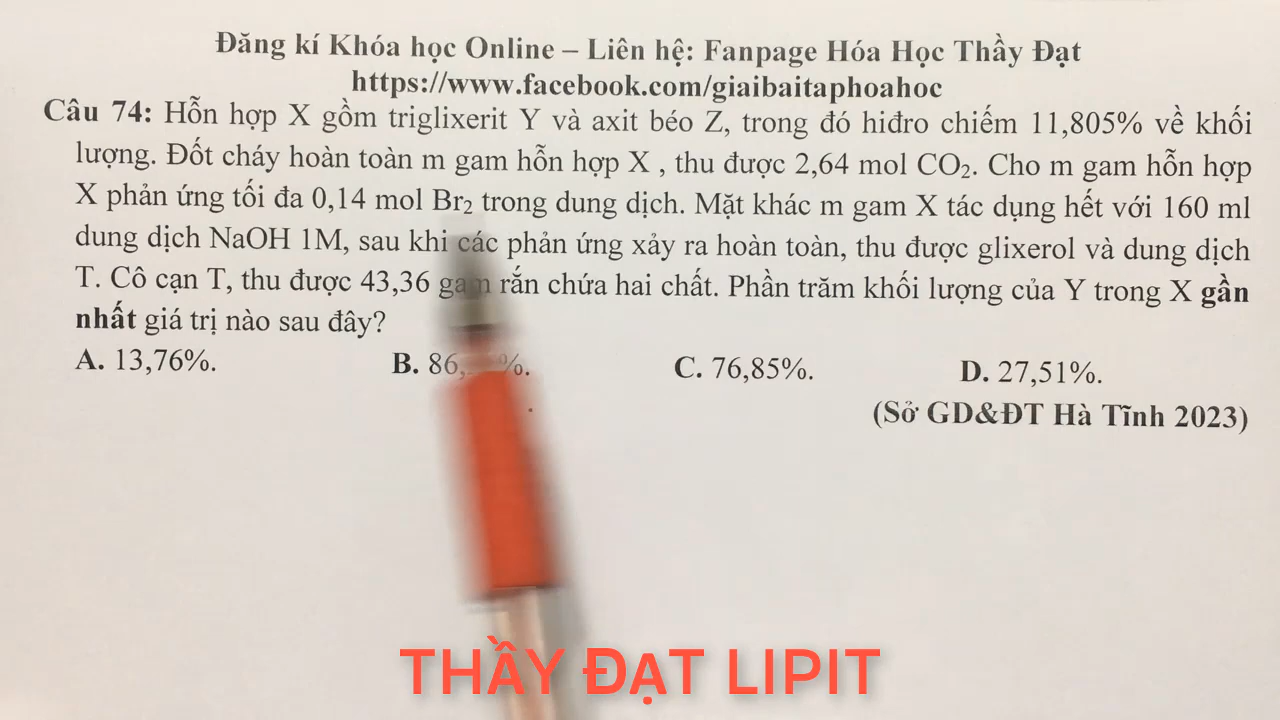 Đăng kí Khóa học Online – Liên hệ: Fanpage Hóa Học Thầy Đạt
https://www.facebook.com/giaibaitaphoahoc
Câu 74: Hỗn hợp X gồm triglixerit Y và axit béo Z, trong đó hiđro chiếm 11,805% về khối
lượng. Đốt cháy hoàn toàn m gam hỗn hợp X , thu được 2,64 mol CO₂. Cho m gam hỗn hợp
X phản ứng tối đa 0,14 mol Br₂ trong dung dịch. Mặt khác m gam X tác dụng hết với 160 ml
dung dịch NaOH 1M, sau khi các phản ứng xảy ra hoàn toàn, thu được glixerol và dung dịch
T. Cô cạn T, thu được 43,36 gam rắn chứa hai chất. Phần trăm khối lượng của Y trong X gần
nhất giá trị nào sau đây?
A. 13,76%. B. C. 76,85%. D. 27,51%.
(Sở GD&ĐT Hà Tĩnh 2023)
THẦY ĐẠT LIPIT